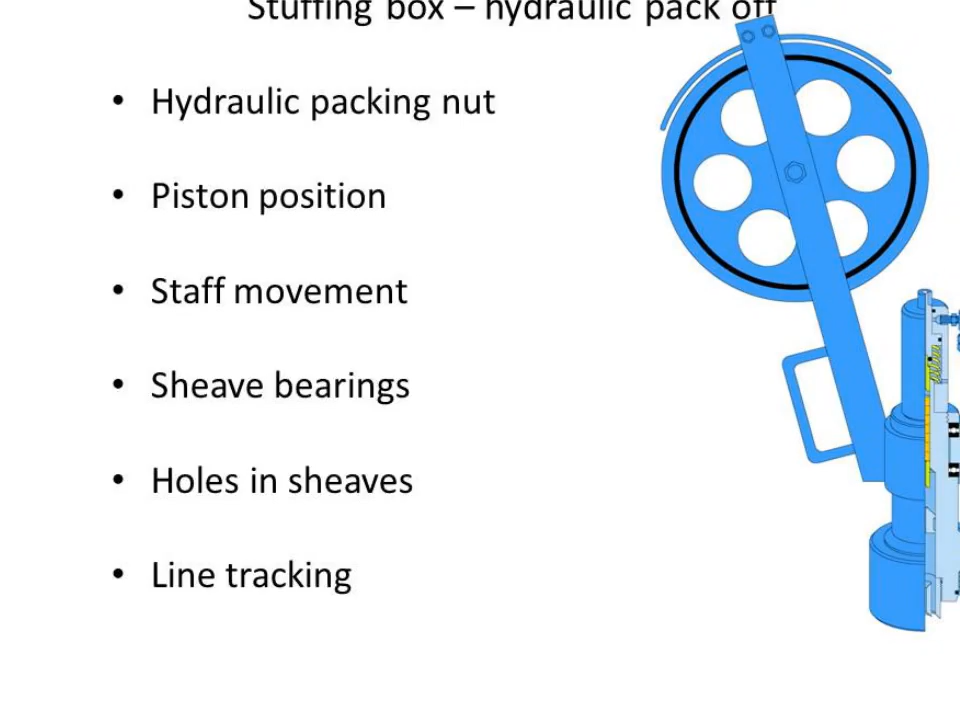 Stuffing box – hydraulic pack off
• Hydraulic packing nut
• Piston position
• Staff movement
• Sheave bearings
• Holes in sheaves
• Line tracking